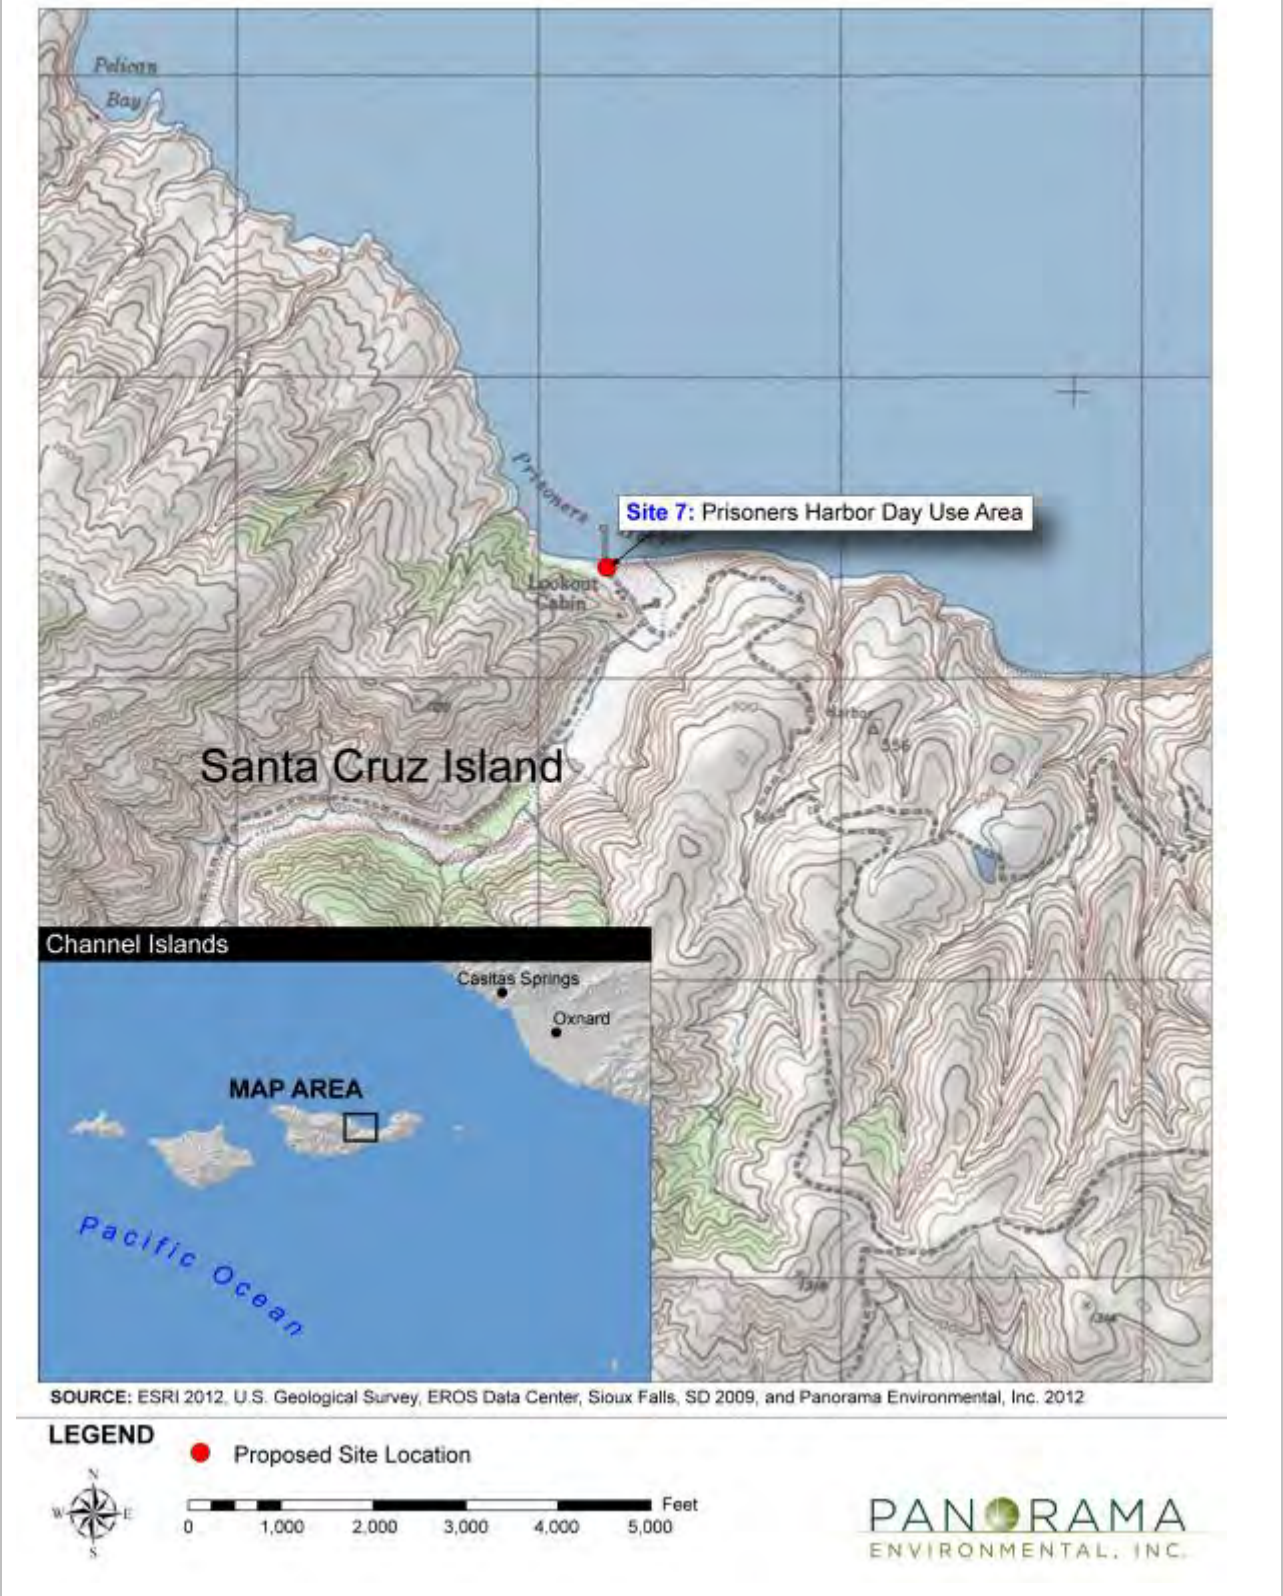 Pelican
Bay
Prisoners
Site 7: Prisoners Harbor Day Use Area
Lookout
Cabin
Harbor
556
Santa Cruz Island
Channel Islands
Casitas Springs
Oxnard
MAP AREA
Pacific Ocean
SOURCE: ESRI 2012, U.S. Geological Survey, EROS Data Center, Sioux Falls, SD 2009, and Panorama Environmental, Inc. 2012
LEGEND
Proposed Site Location
N
W E
S
Feet
0 1,000 2,000 3,000 4,000 5,000
PANORAMA
ENVIRONMENTAL, INC.